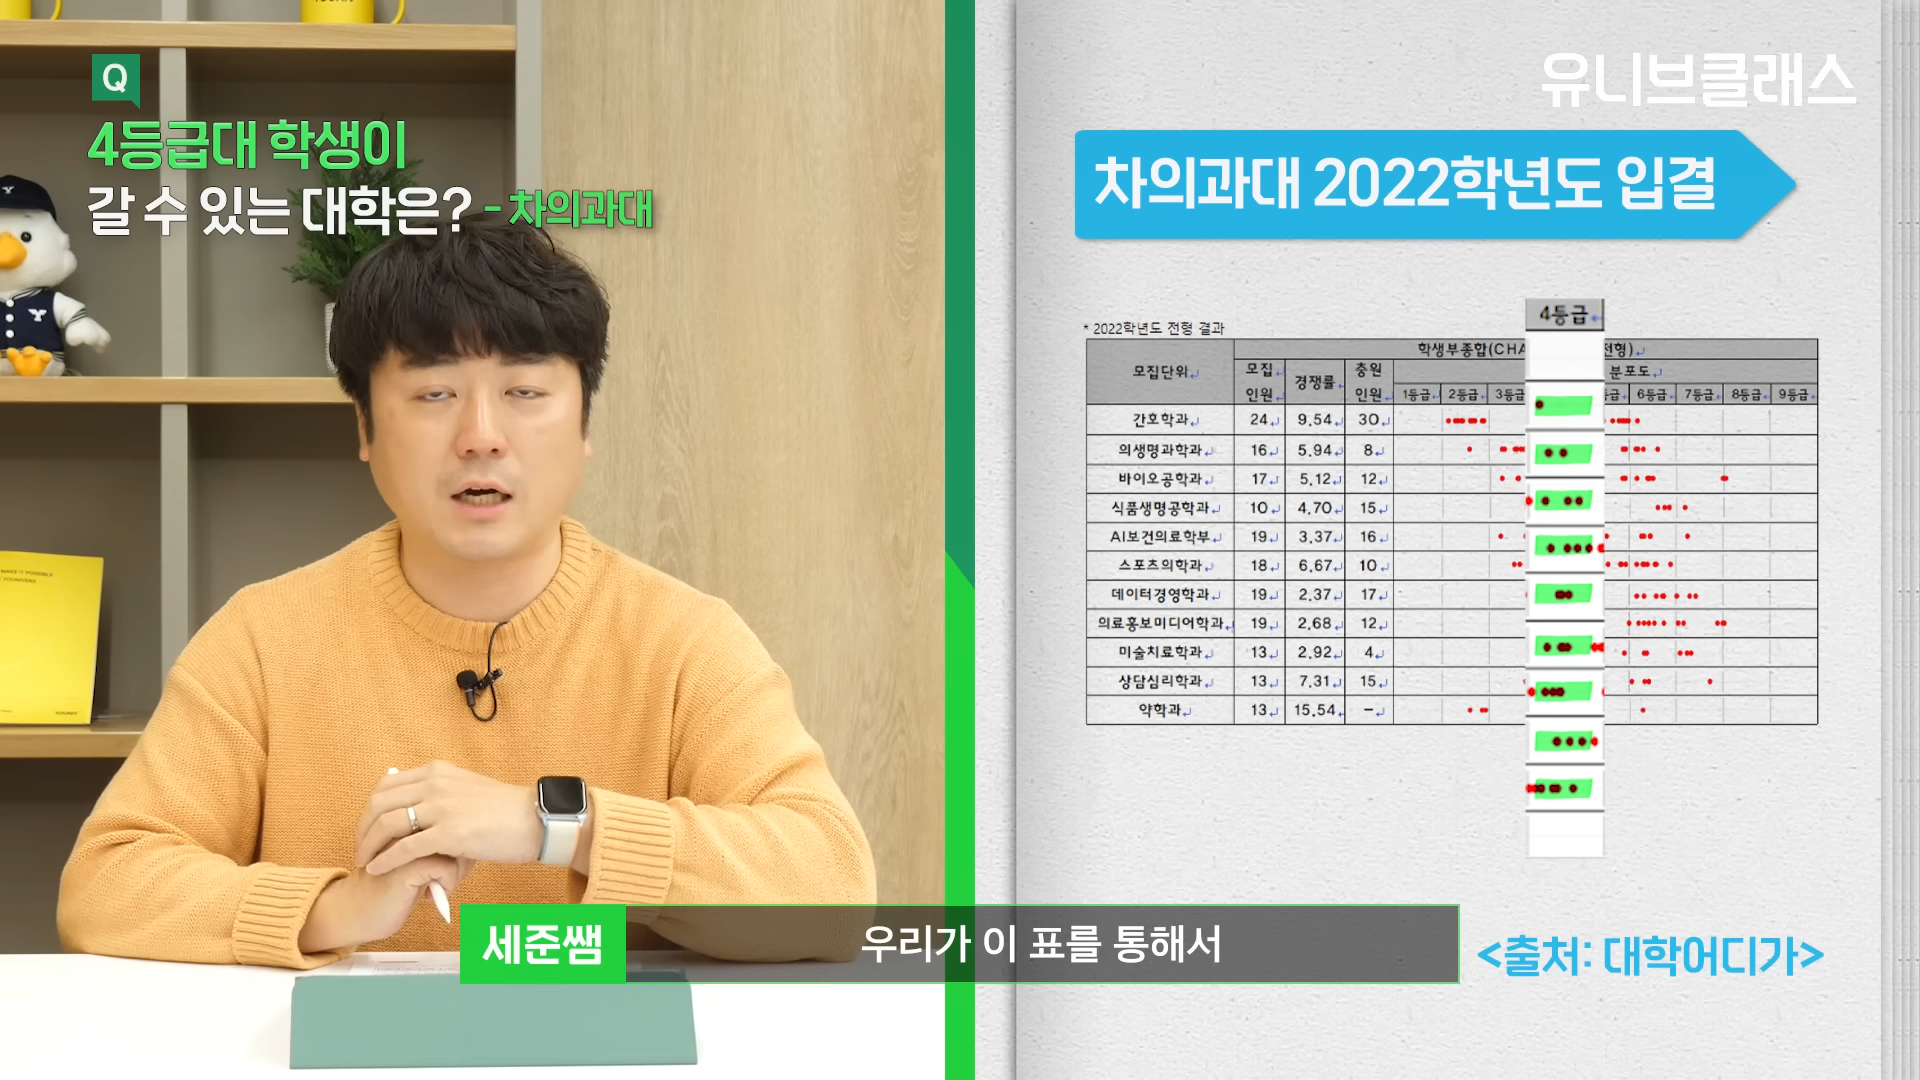 Q
4등급대 학생이
갈 수 있는 대학은? - 차의과대
유니브클래스
차의과대 2022학년도 입결
* 2022학년도 전형 결과
4등급
모집단위 모집인원 경쟁률 충원인원 학생부종합(CHA 전형) 분포도
1등급 2등급 3등급 6등급 7등급 8등급 9등급
간호학과 24 9.54 30
의생명과학과 16 5.94 8
바이오공학과 17 5.12 12
식품생명공학과 10 4.70 15
AI보건의료학부 19 3.37 16
스포츠의학과 18 6.67 10
데이터경영학과 19 2.37 17
의료홍보미디어학과 19 2.68 12
미술치료학과 13 2.92 4
상담심리학과 13 7.31 15
약학과 13 15.54 -
세준쌤 우리가 이 표를 통해서
<출처: 대학어디가>